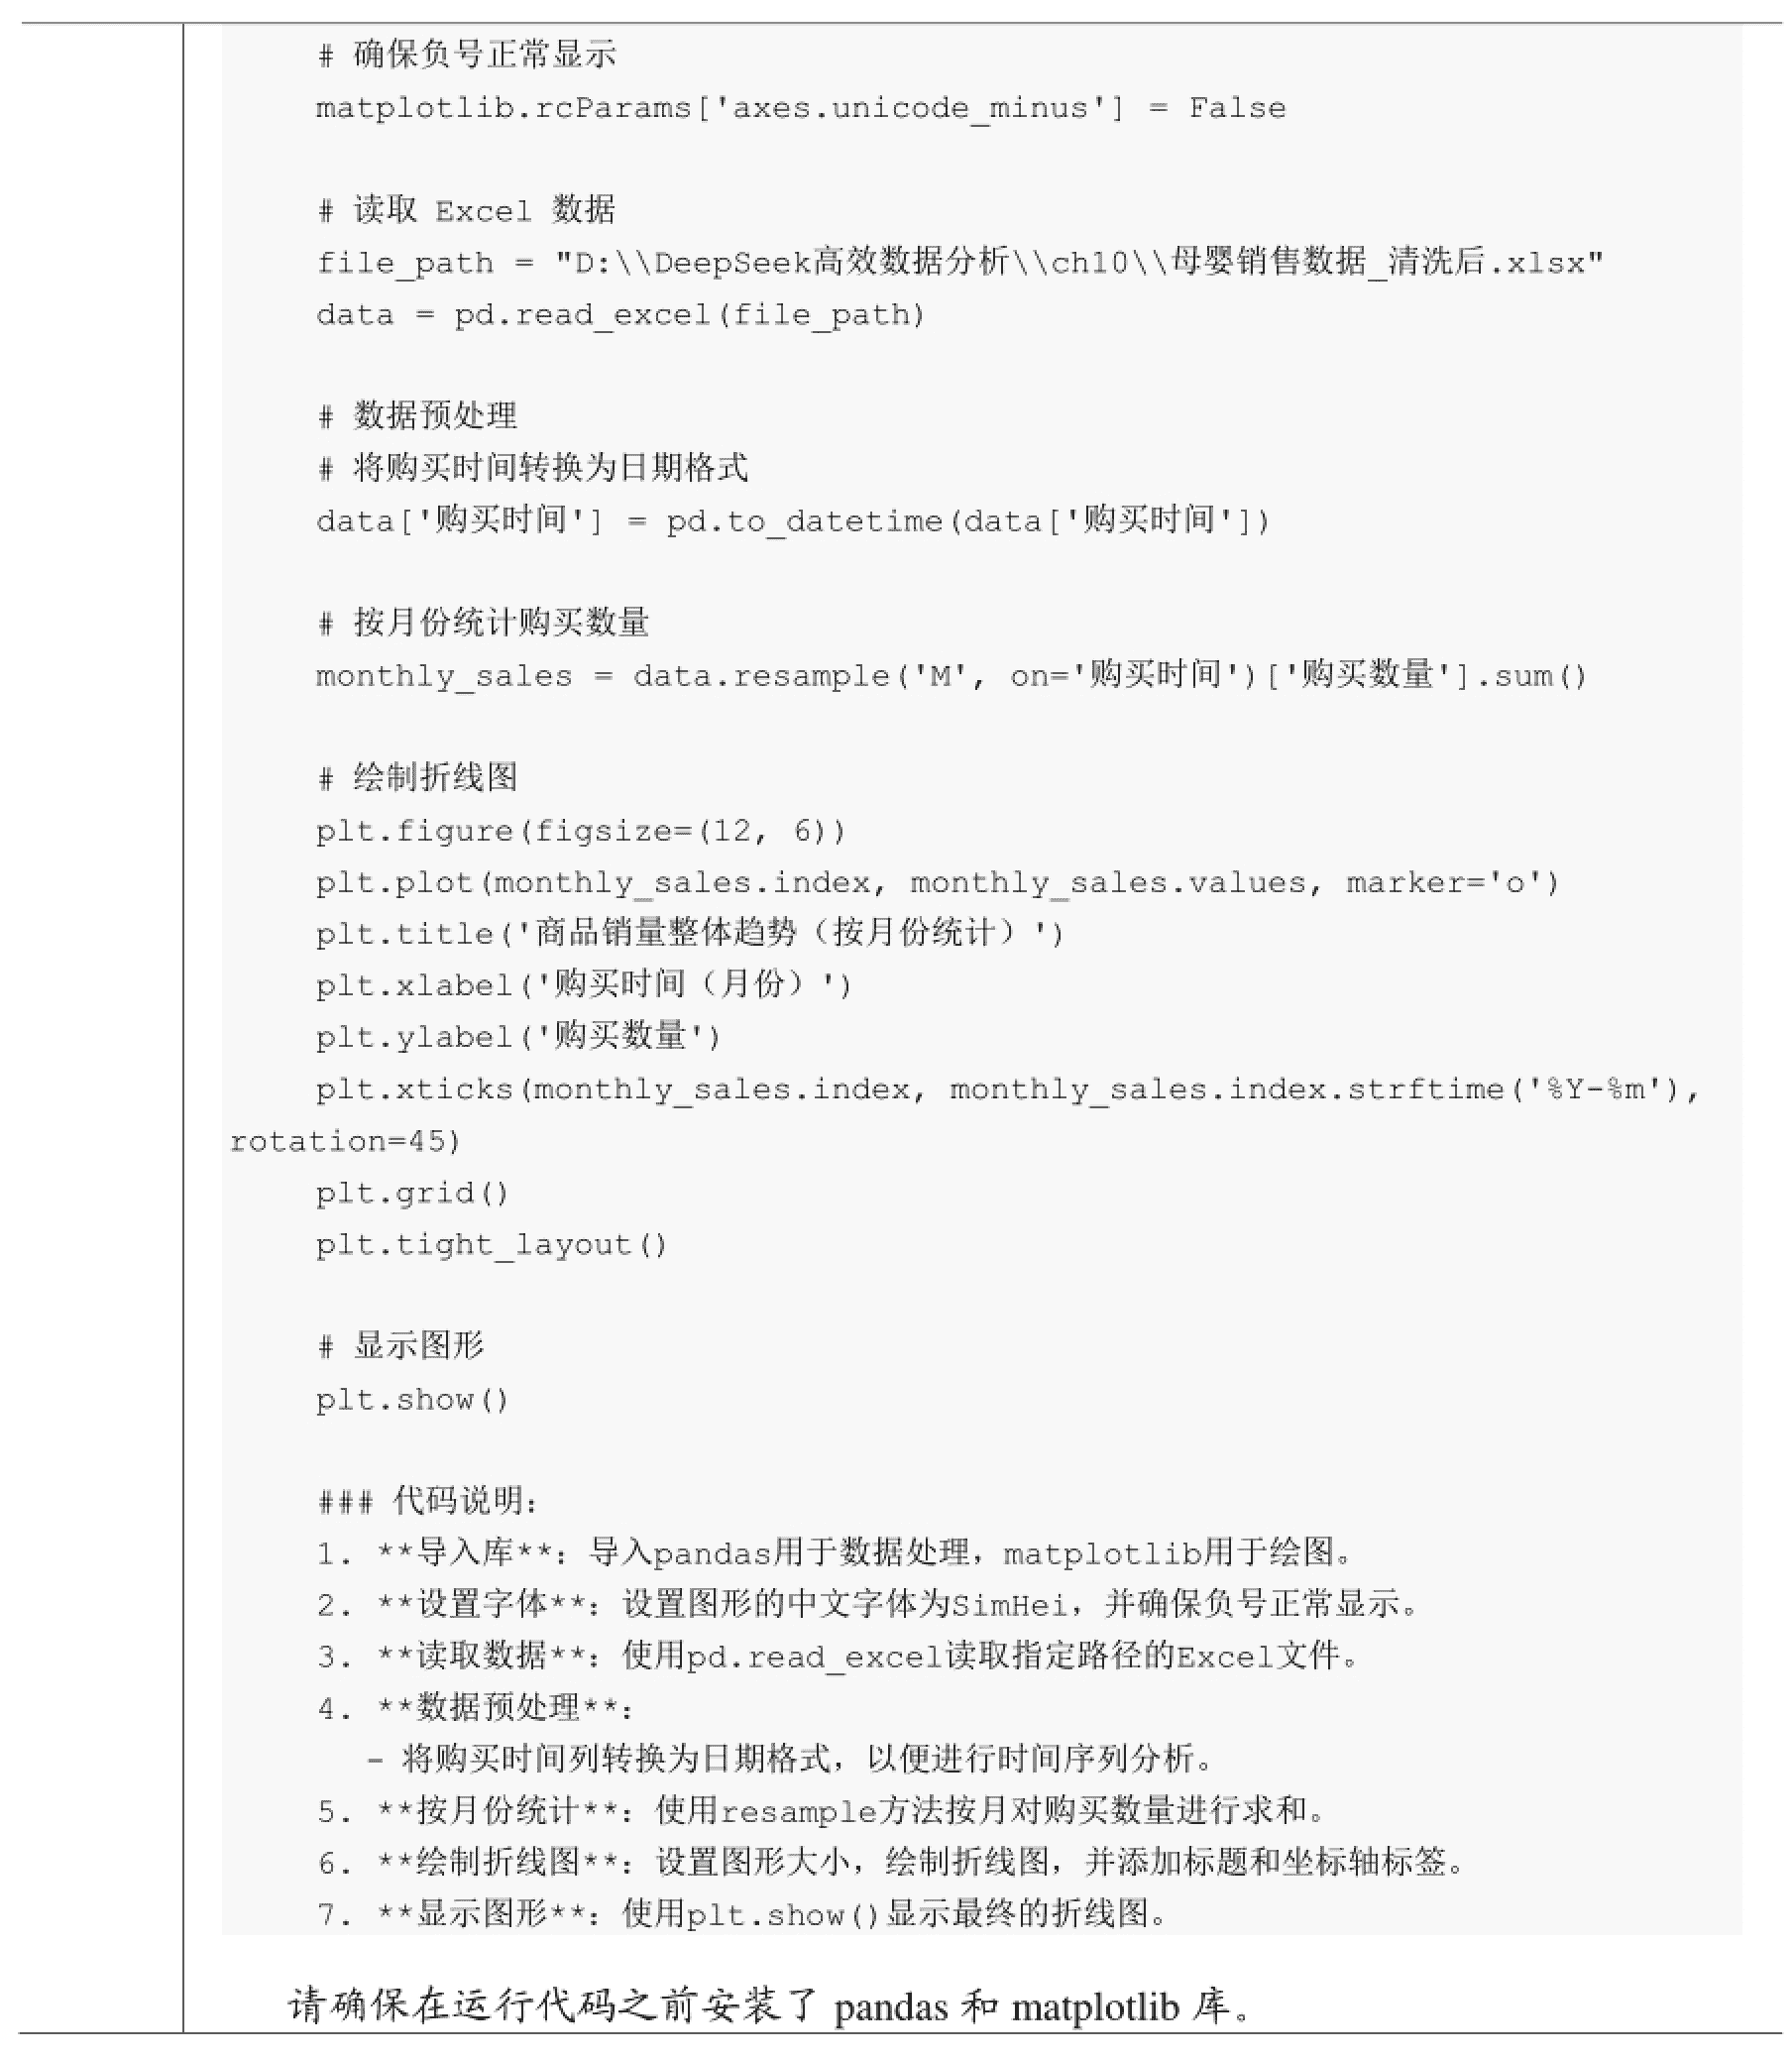 # 确保负号正常显示
matplotlib.rcParams['axes.unicode_minus'] = False
# 读取 Excel 数据
file_path = "D:\\DeepSeek高效数据分析\\ch10\\母婴销售数据_清洗后.xlsx"
data = pd.read_excel(file_path)
# 数据预处理
# 将购买时间转换为日期格式
data['购买时间'] = pd.to_datetime(data['购买时间'])
# 按月份统计购买数量
monthly_sales = data.resample('M', on='购买时间')['购买数量'].sum()
# 绘制折线图
plt.figure(figsize=(12, 6))
plt.plot(monthly_sales.index, monthly_sales.values, marker='o')
plt.title('商品销量整体趋势（按月份统计）')
plt.xlabel('购买时间（月份）')
plt.ylabel('购买数量')
plt.xticks(monthly_sales.index, monthly_sales.index.strftime('%Y-%m'),
rotation=45)
plt.grid()
plt.tight_layout()
# 显示图形
plt.show()
### 代码说明：
1. **导入库**：导入pandas用于数据处理，matplotlib用于绘图。
2. **设置字体**：设置图形的中文字体为SimHei，并确保负号正常显示。
3. **读取数据**：使用pd.read_excel读取指定路径的Excel文件。
4. **数据预处理**：
- 将购买时间列转换为日期格式，以便进行时间序列分析。
5. **按月份统计**：使用resample方法按月对购买数量进行求和。
6. **绘制折线图**：设置图形大小，绘制折线图，并添加标题和坐标轴标签。
7. **显示图形**：使用plt.show()显示最终的折线图。
请确保在运行代码之前安装了 pandas 和 matplotlib 库。